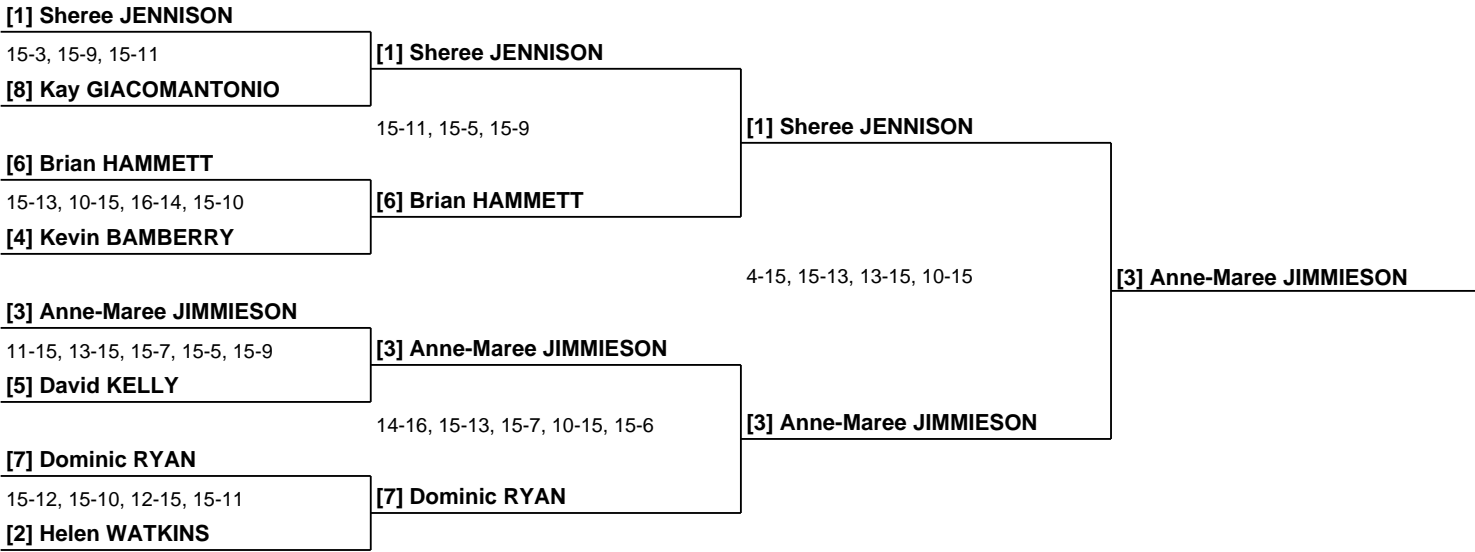 [1] Sheree JENNISON
15-3, 15-9, 15-11
[1] Sheree JENNISON
[8] Kay GIACOMANTONIO
15-11, 15-5, 15-9
[1] Sheree JENNISON
[6] Brian HAMMETT
15-13, 10-15, 16-14, 15-10
[6] Brian HAMMETT
[4] Kevin BAMBERRY
4-15, 15-13, 13-15, 10-15
[3] Anne-Maree JIMMIESON
[3] Anne-Maree JIMMIESON
11-15, 13-15, 15-7, 15-5, 15-9
[3] Anne-Maree JIMMIESON
[5] David KELLY
14-16, 15-13, 15-7, 10-15, 15-6
[3] Anne-Maree JIMMIESON
[7] Dominic RYAN
15-12, 15-10, 12-15, 15-11
[7] Dominic RYAN
[2] Helen WATKINS